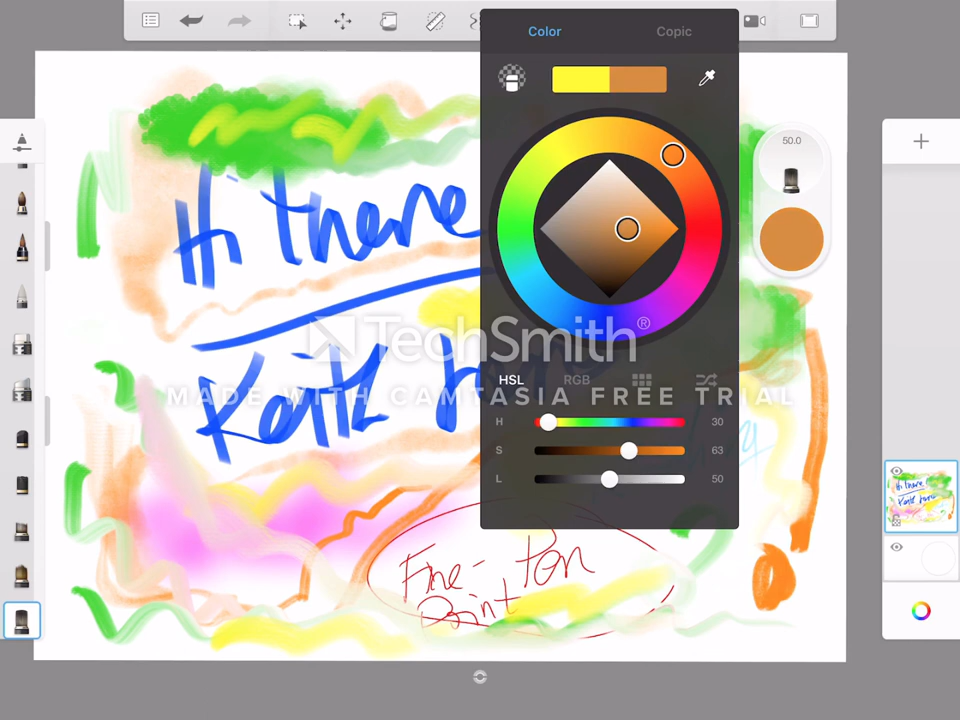 Color Copic
50.0
Hi there
TechSmith®
Keith
MADE WITH CAMTASIA FREE TRIAL
HSL RGB
H 30
S 63
L 50
Fine-Pen
Point